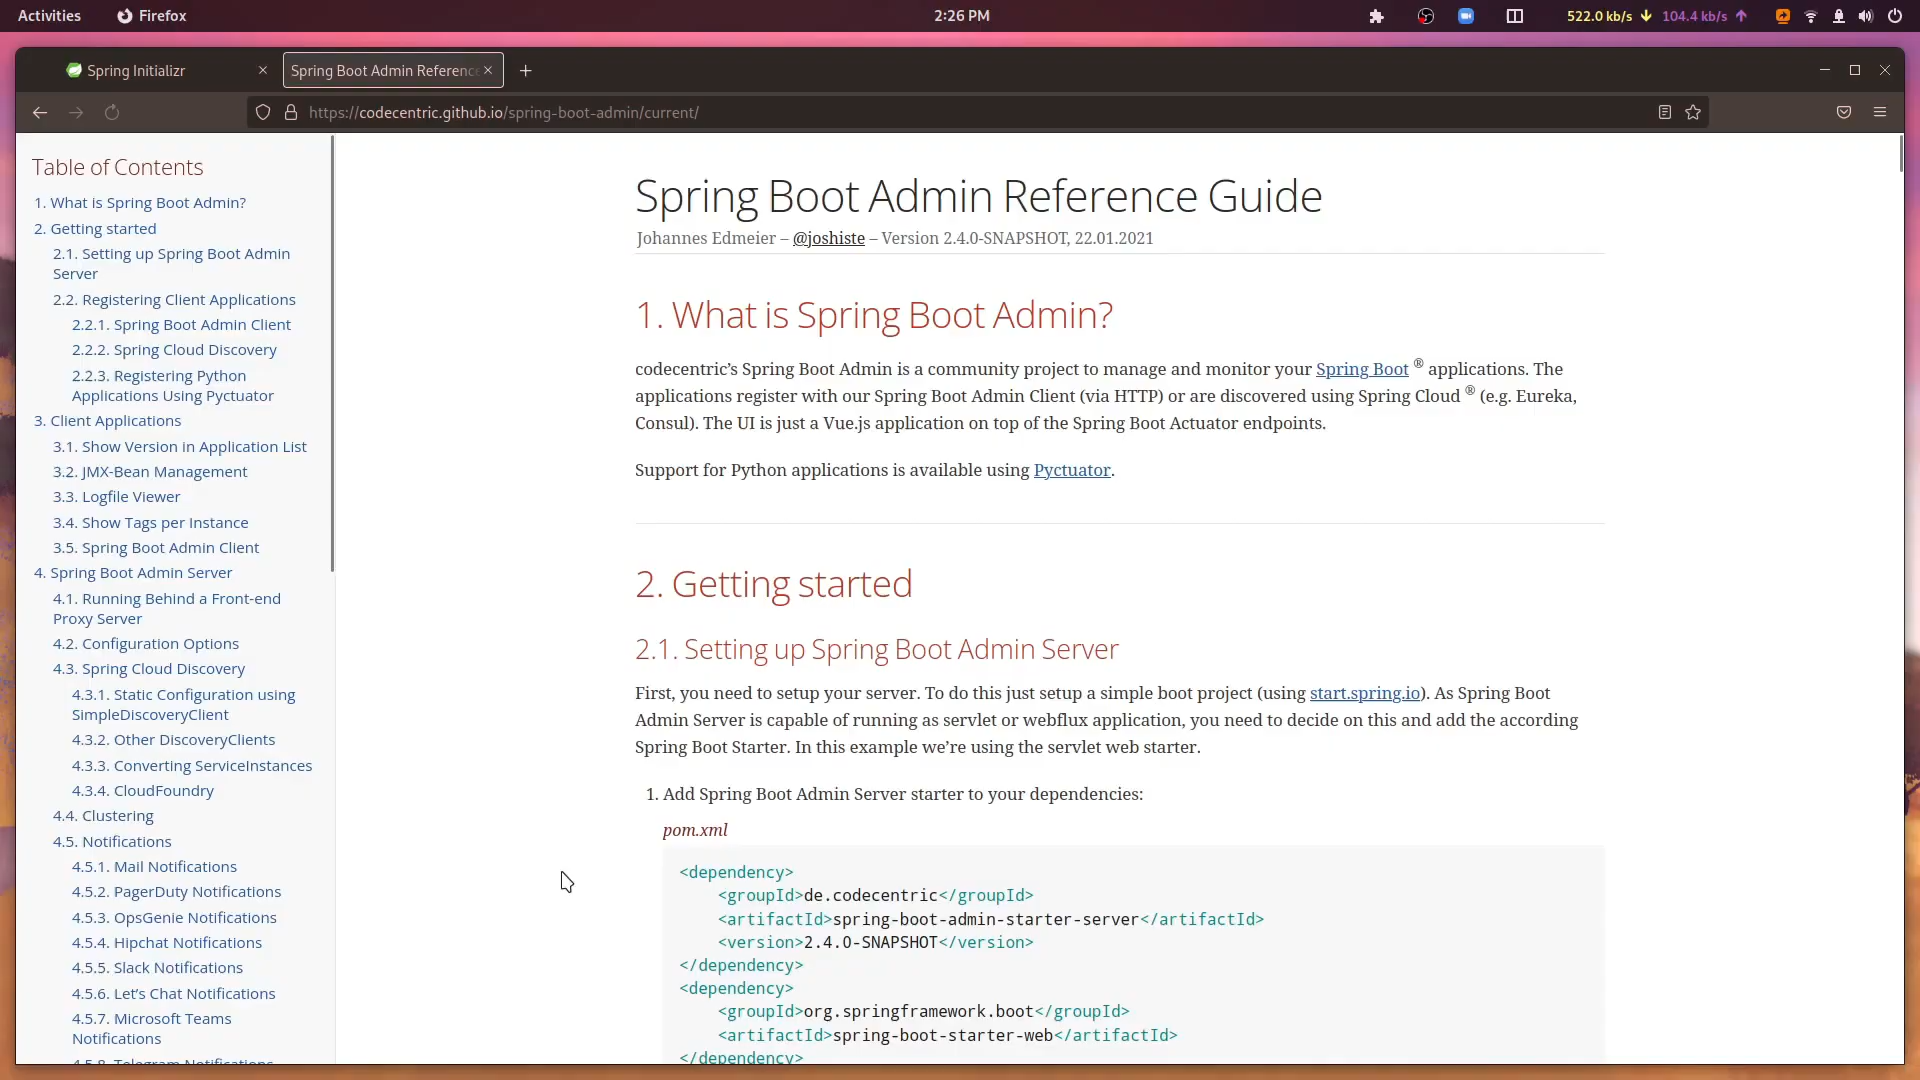 Activities
Firefox
2:26 PM
522.0 kb/s
104.4 kb/s
Spring Initializr
Spring Boot Admin Reference
https://codecentric.github.io/spring-boot-admin/current/
Table of Contents
1. What is Spring Boot Admin?
2. Getting started
2.1. Setting up Spring Boot Admin
Server
2.2. Registering Client Applications
2.2.1. Spring Boot Admin Client
2.2.2. Spring Cloud Discovery
2.2.3. Registering Python
Applications Using Pyctuator
3. Client Applications
3.1. Show Version in Application List
3.2. JMX-Bean Management
3.3. Logfile Viewer
3.4. Show Tags per Instance
3.5. Spring Boot Admin Client
4. Spring Boot Admin Server
4.1. Running Behind a Front-end
Proxy Server
4.2. Configuration Options
4.3. Spring Cloud Discovery
4.3.1. Static Configuration using
SimpleDiscoveryClient
4.3.2. Other DiscoveryClients
4.3.3. Converting ServiceInstances
4.3.4. CloudFoundry
4.4. Clustering
4.5. Notifications
4.5.1. Mail Notifications
4.5.2. PagerDuty Notifications
4.5.3. OpsGenie Notifications
4.5.4. Hipchat Notifications
4.5.5. Slack Notifications
4.5.6. Let's Chat Notifications
4.5.7. Microsoft Teams
Notifications
4.5.8. Telegram Notifications
Spring Boot Admin Reference Guide
Johannes Edmeier – @joshiste – Version 2.4.0-SNAPSHOT, 22.01.2021
1. What is Spring Boot Admin?
codecentric’s Spring Boot Admin is a community project to manage and monitor your Spring Boot ® applications. The
applications register with our Spring Boot Admin Client (via HTTP) or are discovered using Spring Cloud ® (e.g. Eureka,
Consul). The UI is just a Vue.js application on top of the Spring Boot Actuator endpoints.
Support for Python applications is available using Pyctuator.
2. Getting started
2.1. Setting up Spring Boot Admin Server
First, you need to setup your server. To do this just setup a simple boot project (using start.spring.io). As Spring Boot
Admin Server is capable of running as servlet or webflux application, you need to decide on this and add the according
Spring Boot Starter. In this example we’re using the servlet web starter.
1. Add Spring Boot Admin Server starter to your dependencies:
pom.xml
<dependency>
<groupId>de.codecentric</groupId>
<artifactId>spring-boot-admin-starter-server</artifactId>
<version>2.4.0-SNAPSHOT</version>
</dependency>
<dependency>
<groupId>org.springframework.boot</groupId>
<artifactId>spring-boot-starter-web</artifactId>
</dependency>